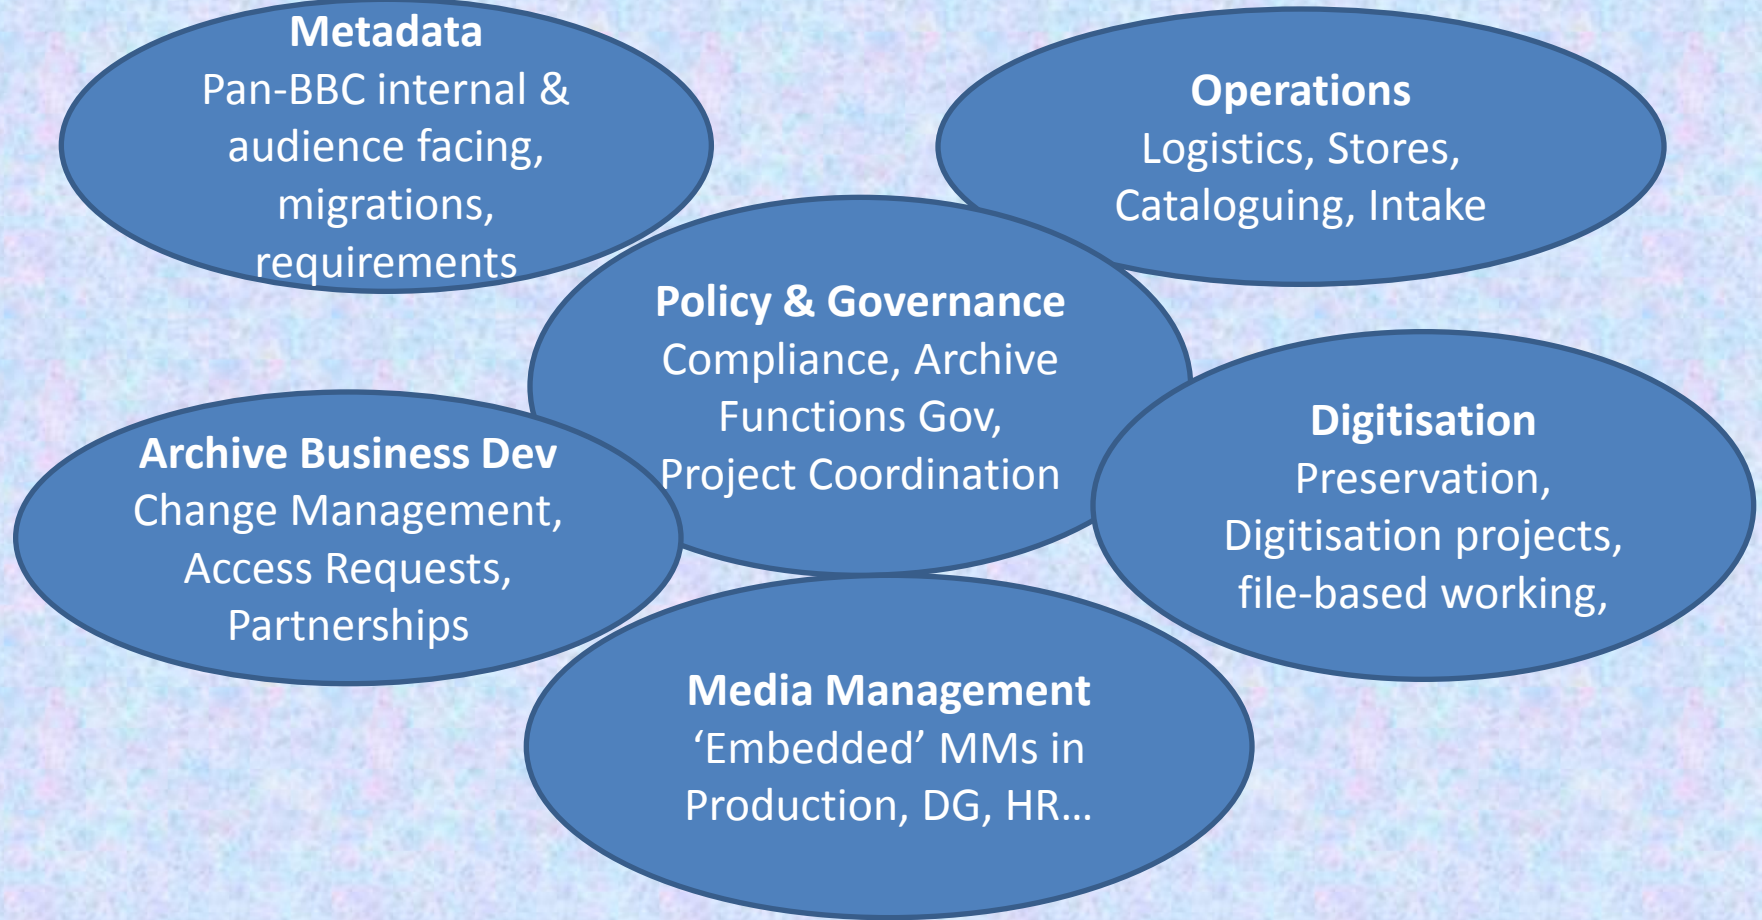 Metadata
Pan-BBC internal &
audience facing,
migrations,
requirements
Operations
Logistics, Stores,
Cataloguing, Intake
Policy & Governance
Compliance, Archive
Functions Gov,
Project Coordination
Archive Business Dev
Change Management,
Access Requests,
Partnerships
Digitisation
Preservation,
Digitisation projects,
file-based working,
Media Management
‘Embedded’ MMs in
Production, DG, HR…